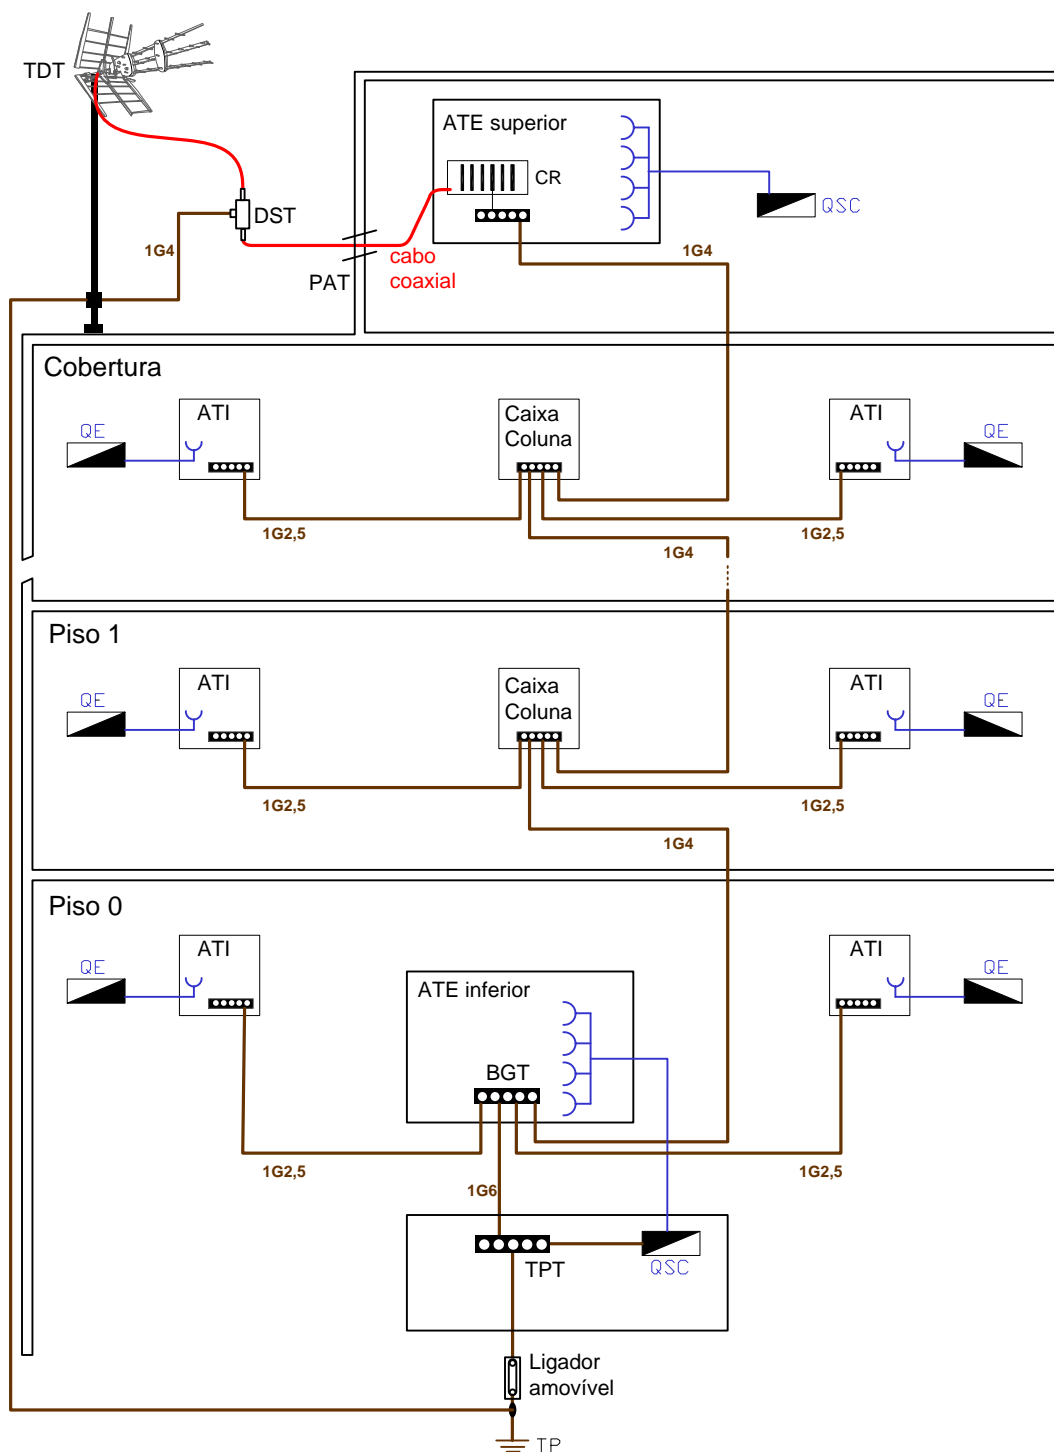 TDT
ATE superior
CR
QSC
DST
1G4
1G4
PAT
cabo
coaxial
Cobertura
QE
ATI
Caixa
Coluna
ATI
QE
1G2,5
1G4
1G2,5
Piso 1
QE
ATI
Caixa
Coluna
ATI
QE
1G2,5
1G4
1G2,5
Piso 0
QE
ATI
ATE inferior
ATI
QE
BGT
1G2,5
1G6
1G2,5
TPT
QSC
Ligador
amovível
TP